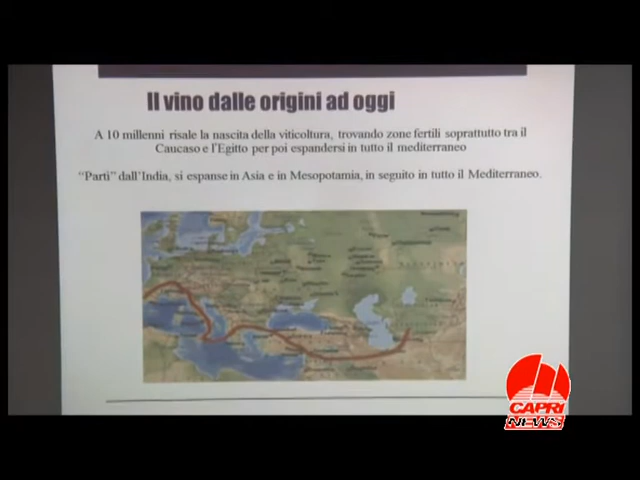 Il vino dalle origini ad oggi
A 10 millenni risale la nascita della viticoltura, trovando zone fertili soprattutto tra il
Caucaso e l'Egitto per poi espandersi in tutto il mediterraneo
"Partì" dall'India, si espanse in Asia e in Mesopotamia, in seguito in tutto il Mediterraneo.
CAPRI
NEWS